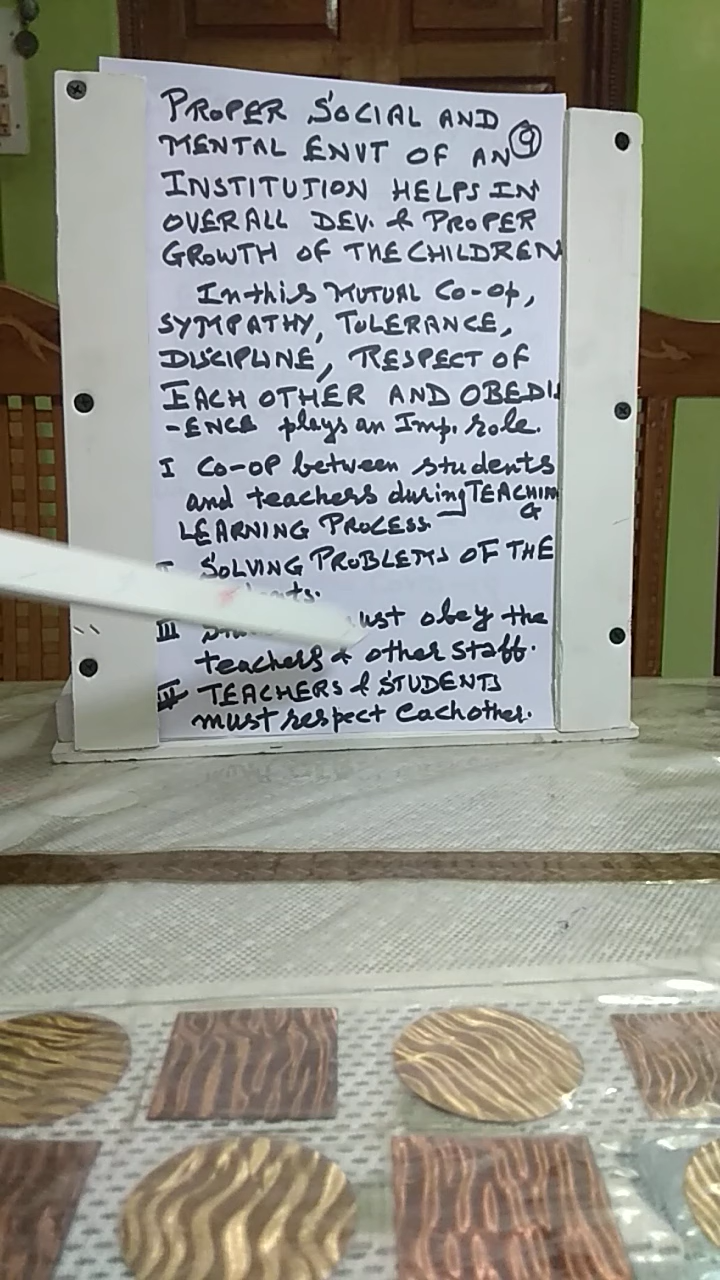 PROPER SOCIAL AND
MENTAL ENVT OF AN 9
INSTITUTION HELPS IN
OVERALL DEV. & PROPER
GROWTH OF THE CHILDREN
In this MUTUAL Co-op,
SYMPATHY, TOLERANCE,
DISCIPLINE, RESPECT OF
EACH OTHER AND OBEDI
-ENCE plays an Imp. role.
I Co-op between students
and teachers during TEACHING
& LEARNING PROCESS.
SOLVING PROBLEMS OF THE
III must obey the
teachers & other staff.
IV TEACHERS & STUDENTS
must respect eachother.